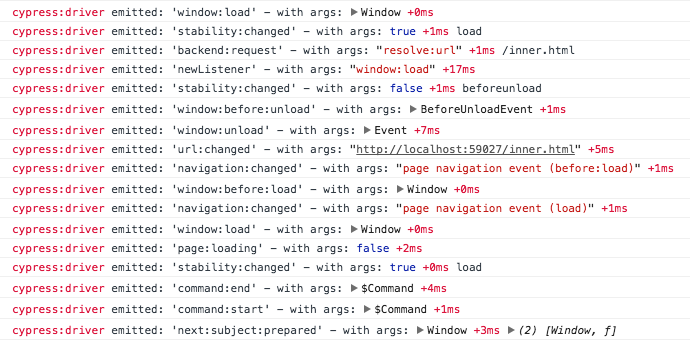 cypress:driver emitted: 'window:load' – with args: ▶Window +0ms
cypress:driver emitted: 'stability:changed' – with args: true +1ms load
cypress:driver emitted: 'backend:request' – with args: "resolve:url" +1ms /inner.html
cypress:driver emitted: 'newListener' – with args: "window:load" +17ms
cypress:driver emitted: 'stability:changed' – with args: false +1ms beforeunload
cypress:driver emitted: 'window:before:unload' – with args: ▶BeforeUnloadEvent +1ms
cypress:driver emitted: 'window:unload' – with args: ▶Event +7ms
cypress:driver emitted: 'url:changed' – with args: "http://localhost:59027/inner.html" +5ms
cypress:driver emitted: 'navigation:changed' – with args: "page navigation event (before:load)" +1ms
cypress:driver emitted: 'window:before:load' – with args: ▶Window +0ms
cypress:driver emitted: 'navigation:changed' – with args: "page navigation event (load)" +1ms
cypress:driver emitted: 'window:load' – with args: ▶Window +0ms
cypress:driver emitted: 'page:loading' – with args: false +2ms
cypress:driver emitted: 'stability:changed' – with args: true +0ms load
cypress:driver emitted: 'command:end' – with args: ▶$Command +4ms
cypress:driver emitted: 'command:start' – with args: ▶$Command +1ms
cypress:driver emitted: 'next:subject:prepared' – with args: ▶Window +3ms ▶(2) [Window, ƒ]